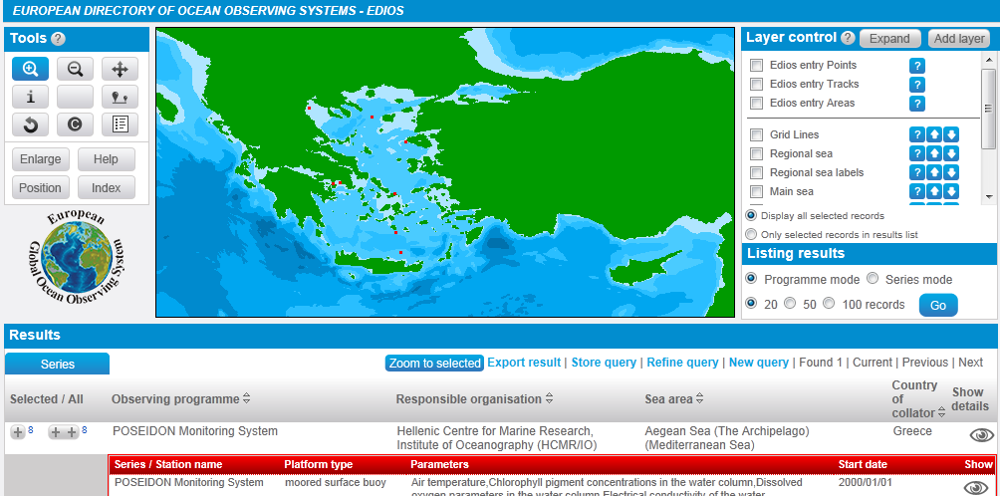 EUROPEAN DIRECTORY OF OCEAN OBSERVING SYSTEMS - EDIOS
Tools ?
i
C
Enlarge Help
Position Index
European
Global Ocean Observing System
Layer control ? Expand Add layer
Edios entry Points ?
Edios entry Tracks ?
Edios entry Areas ?
Grid Lines ?
Regional sea ?
Regional sea labels ?
Main sea ?
Display all selected records
Only selected records in results list
Listing results
Programme mode Series mode
20 50 100 records Go
Results
Series
Zoom to selected Export result | Store query | Refine query | New query | Found 1 | Current | Previous | Next
Selected / All Observing programme Responsible organisation Sea area Country of collator Show details
8 8 POSEIDON Monitoring System Hellenic Centre for Marine Research, Aegean Sea (The Archipelago) Greece
Institute of Oceanography (HCMR/IO) (Mediterranean Sea)
Series / Station name Platform type Parameters Start date Show
POSEIDON Monitoring System moored surface buoy Air temperature,Chlorophyll pigment concentrations in the water column,Dissolved 2000/01/01
oxygen parameters in the water column,Electrical conductivity of the water